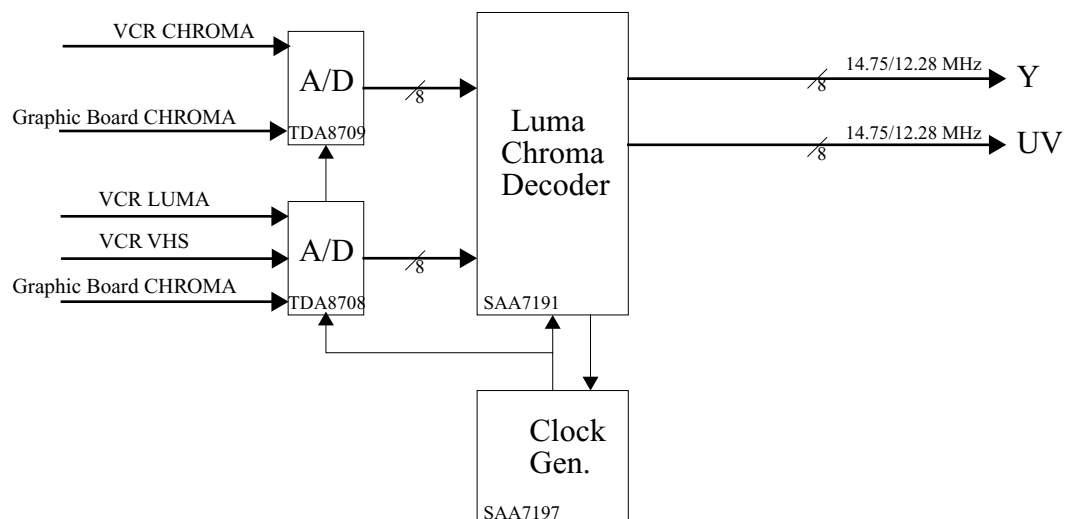 VCR CHROMA
Graphic Board CHROMA
A/D
TDA8709
8
VCR LUMA
VCR VHS
Graphic Board CHROMA
A/D
TDA8708
8
Luma
Chroma
Decoder
SAA7191
14.75/12.28 MHz
8
Y
14.75/12.28 MHz
8
UV
Clock
Gen.
SAA7197